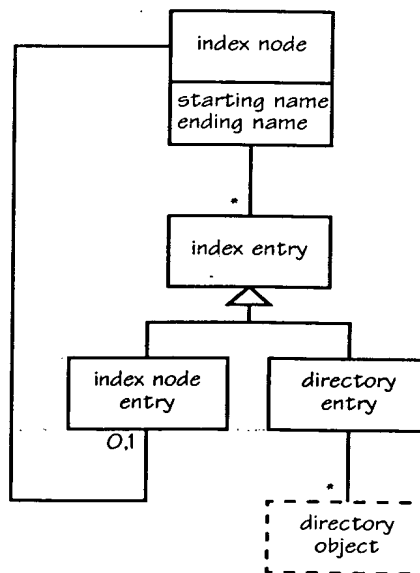 index node
starting name
ending name
*
index entry
index node
entry
directory
entry
0,1
*
directory
object